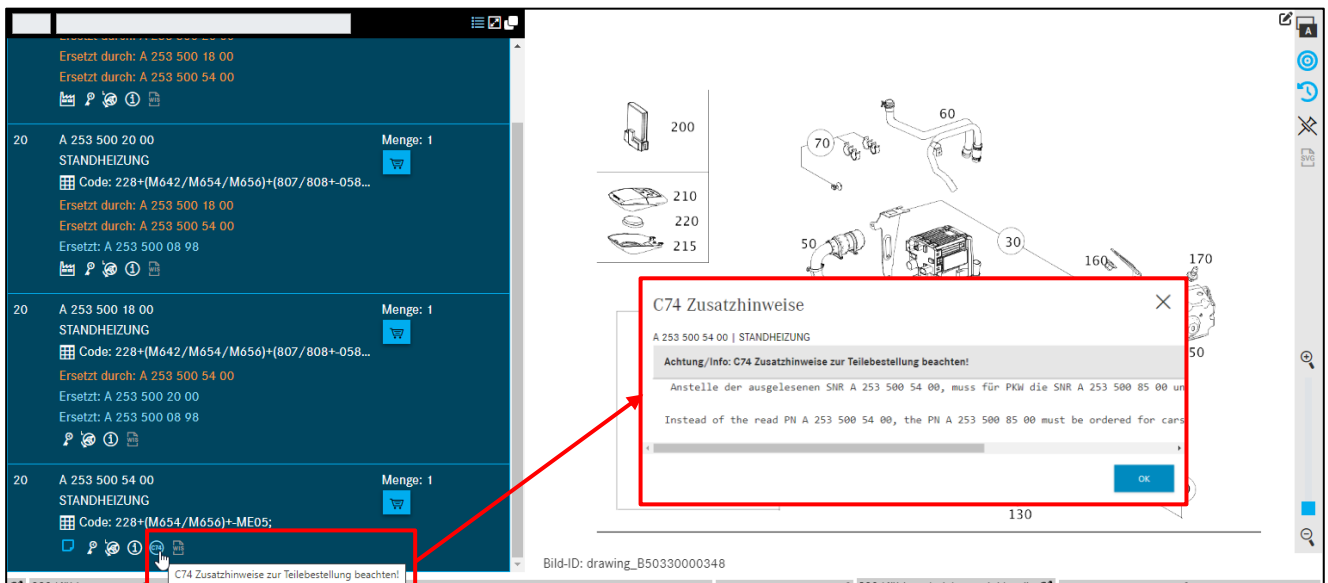 Ersetzt durch: A 253 500 18 00
Ersetzt durch: A 253 500 54 00
WIS
20 A 253 500 20 00 Menge: 1
STANDHEIZUNG
Code: 228+(M642/M654/M656)+(807/808+-058...
Ersetzt durch: A 253 500 18 00
Ersetzt durch: A 253 500 54 00
Ersetzt: A 253 500 08 98
WIS
20 A 253 500 18 00 Menge: 1
STANDHEIZUNG
Code: 228+(M642/M654/M656)+(807/808+-058...
Ersetzt durch: A 253 500 54 00
Ersetzt: A 253 500 20 00
Ersetzt: A 253 500 08 98
WIS
20 A 253 500 54 00 Menge: 1
STANDHEIZUNG
Code: 228+(M654/M656)+-ME05;
C74 WIS
C74 Zusatzhinweise zur Teilebestellung beachten!
200
210
220
215
60
70
50
30
160
170
50
130
C74 Zusatzhinweise
A 253 500 54 00 | STANDHEIZUNG
Achtung/Info: C74 Zusatzhinweise zur Teilebestellung beachten!
Anstelle der ausgelesenen SNR A 253 500 54 00, muss für PKW die SNR A 253 500 85 00 un
Instead of the read PN A 253 500 54 00, the PN A 253 500 85 00 must be ordered for cars
OK
Bild-ID: drawing_B50330000348
A
SVG